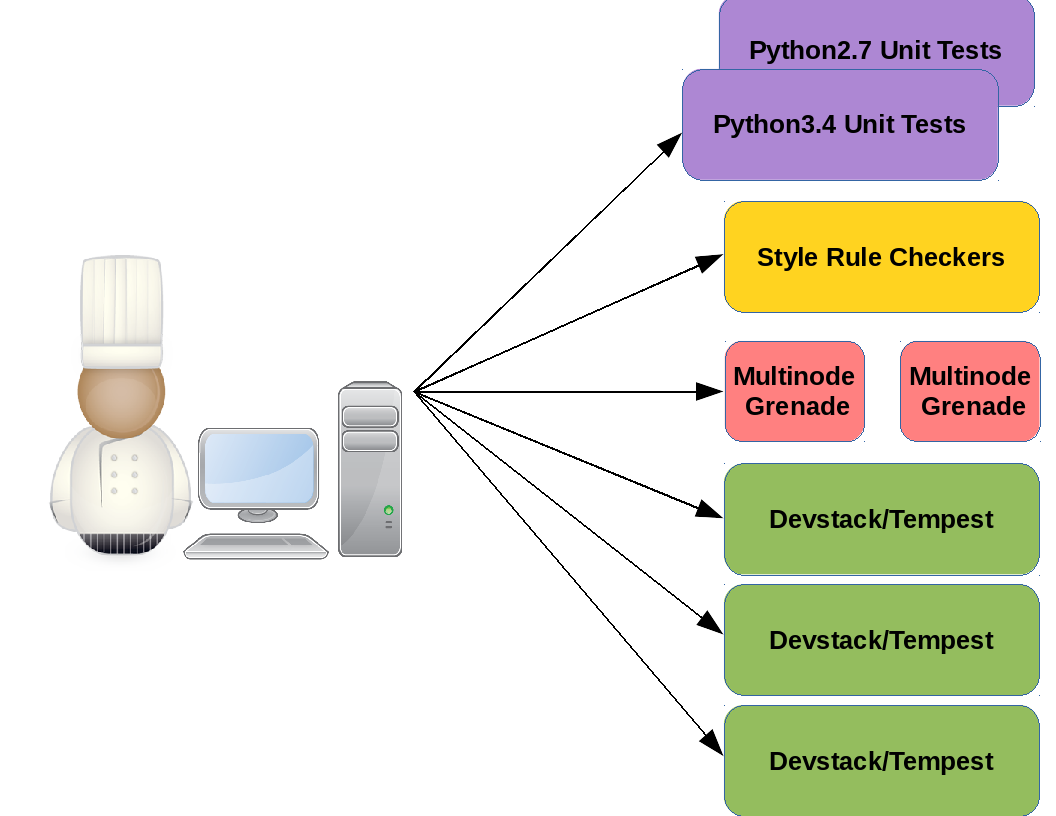 Python2.7 Unit Tests
Python3.4 Unit Tests
Style Rule Checkers
Multinode
Grenade
Multinode
Grenade
Devstack/Tempest
Devstack/Tempest
Devstack/Tempest